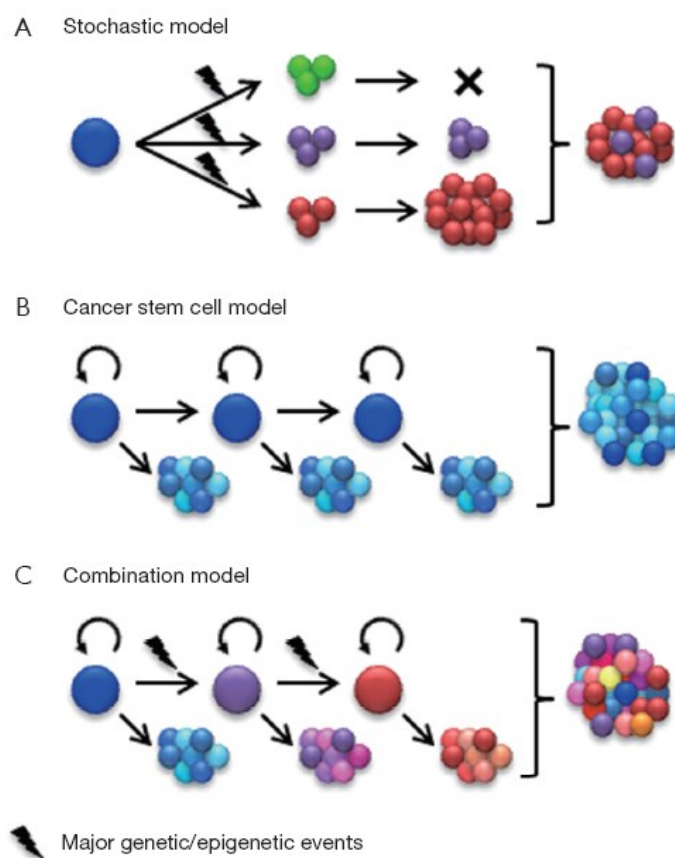 A Stochastic model
B Cancer stem cell model
C Combination model
Major genetic/epigenetic events